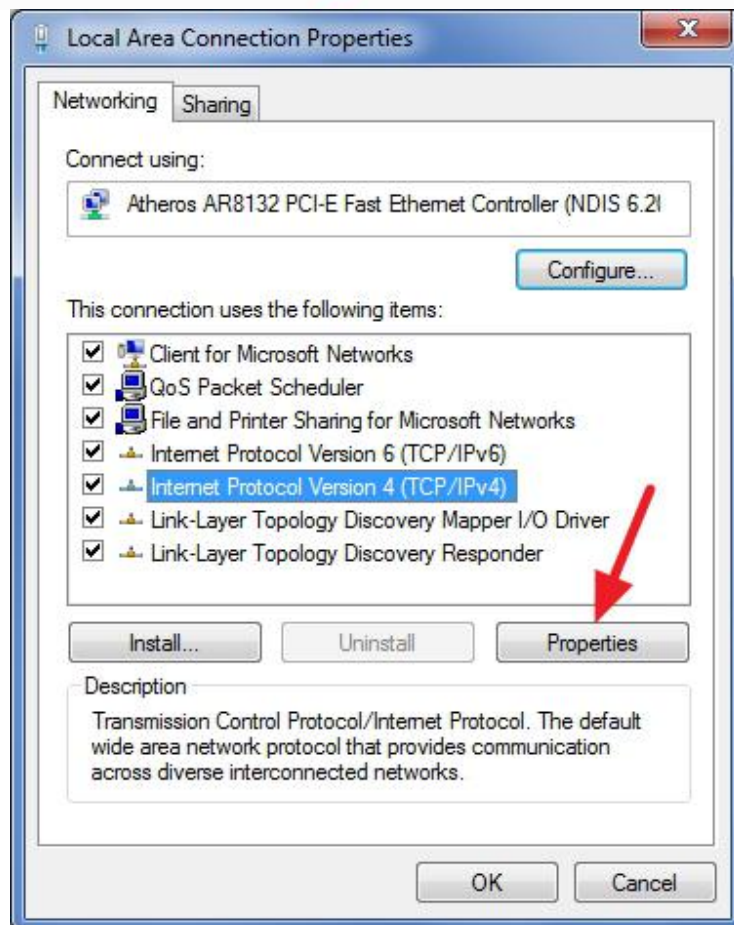 Local Area Connection Properties
Networking
Sharing
Connect using:
Atheros AR8132 PCI-E Fast Ethernet Controller (NDIS 6.2
Configure...
This connection uses the following items:
Client for Microsoft Networks
QoS Packet Scheduler
File and Printer Sharing for Microsoft Networks
Internet Protocol Version 6 (TCP/IPv6)
Internet Protocol Version 4 (TCP/IPv4)
Link-Layer Topology Discovery Mapper I/O Driver
Link-Layer Topology Discovery Responder
Install...
Uninstall
Properties
Description
Transmission Control Protocol/Internet Protocol. The default
wide area network protocol that provides communication
across diverse interconnected networks.
OK
Cancel